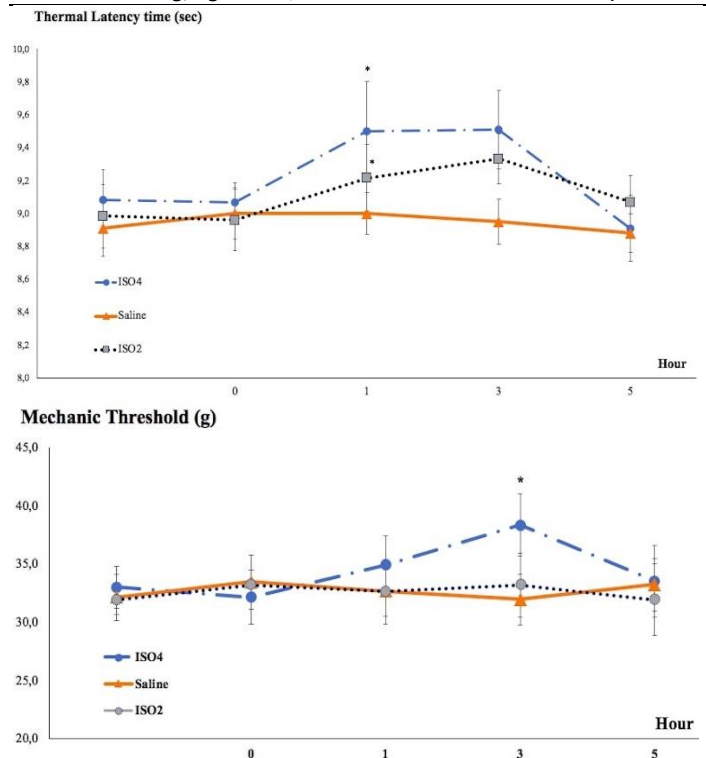 Thermal Latency time (sec)
10,0
9,8
*
9,6
9,4
*
9,2
9,0
8,8
8,6
ISO4
8,4
Saline
8,2
ISO2
Hour
8,0
0 1 3 5
Mechanic Threshold (g)
45,0
*
40,0
35,0
30,0
ISO4
25,0
Saline
ISO2
Hour
20,0
0 1 3 5